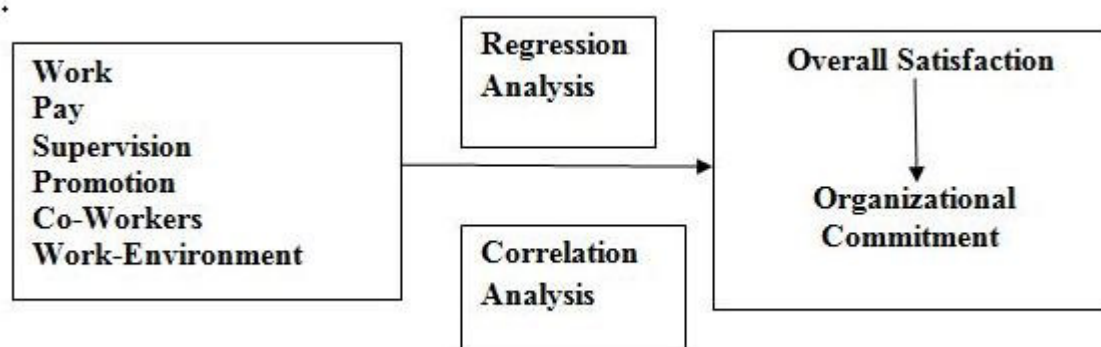 Work
Pay
Supervision
Promotion
Co-Workers
Work-Environment
Regression
Analysis
Correlation
Analysis
Overall Satisfaction
Organizational
Commitment